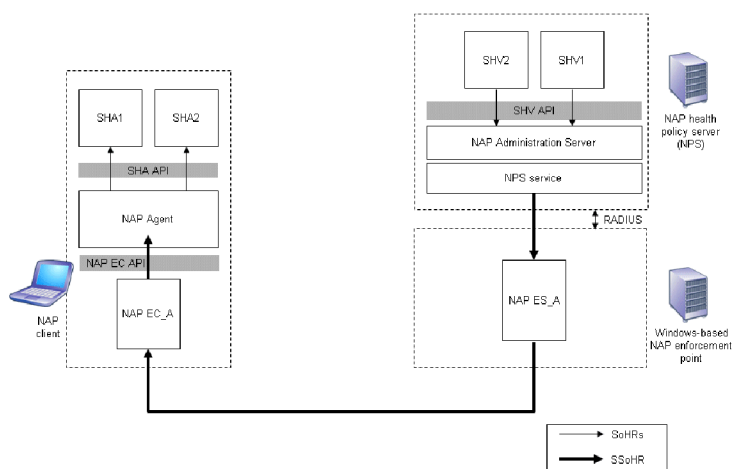 SHV2
SHV1
SHV API
NAP Administration Server
NPS service
NAP health
policy server
(NPS)
SHA1
SHA2
SHA API
NAP Agent
NAP EC API
NAP EC_A
NAP
client
RADIUS
NAP ES_A
Windows-based
NAP enforcement
point
SoHRs
SSoHR